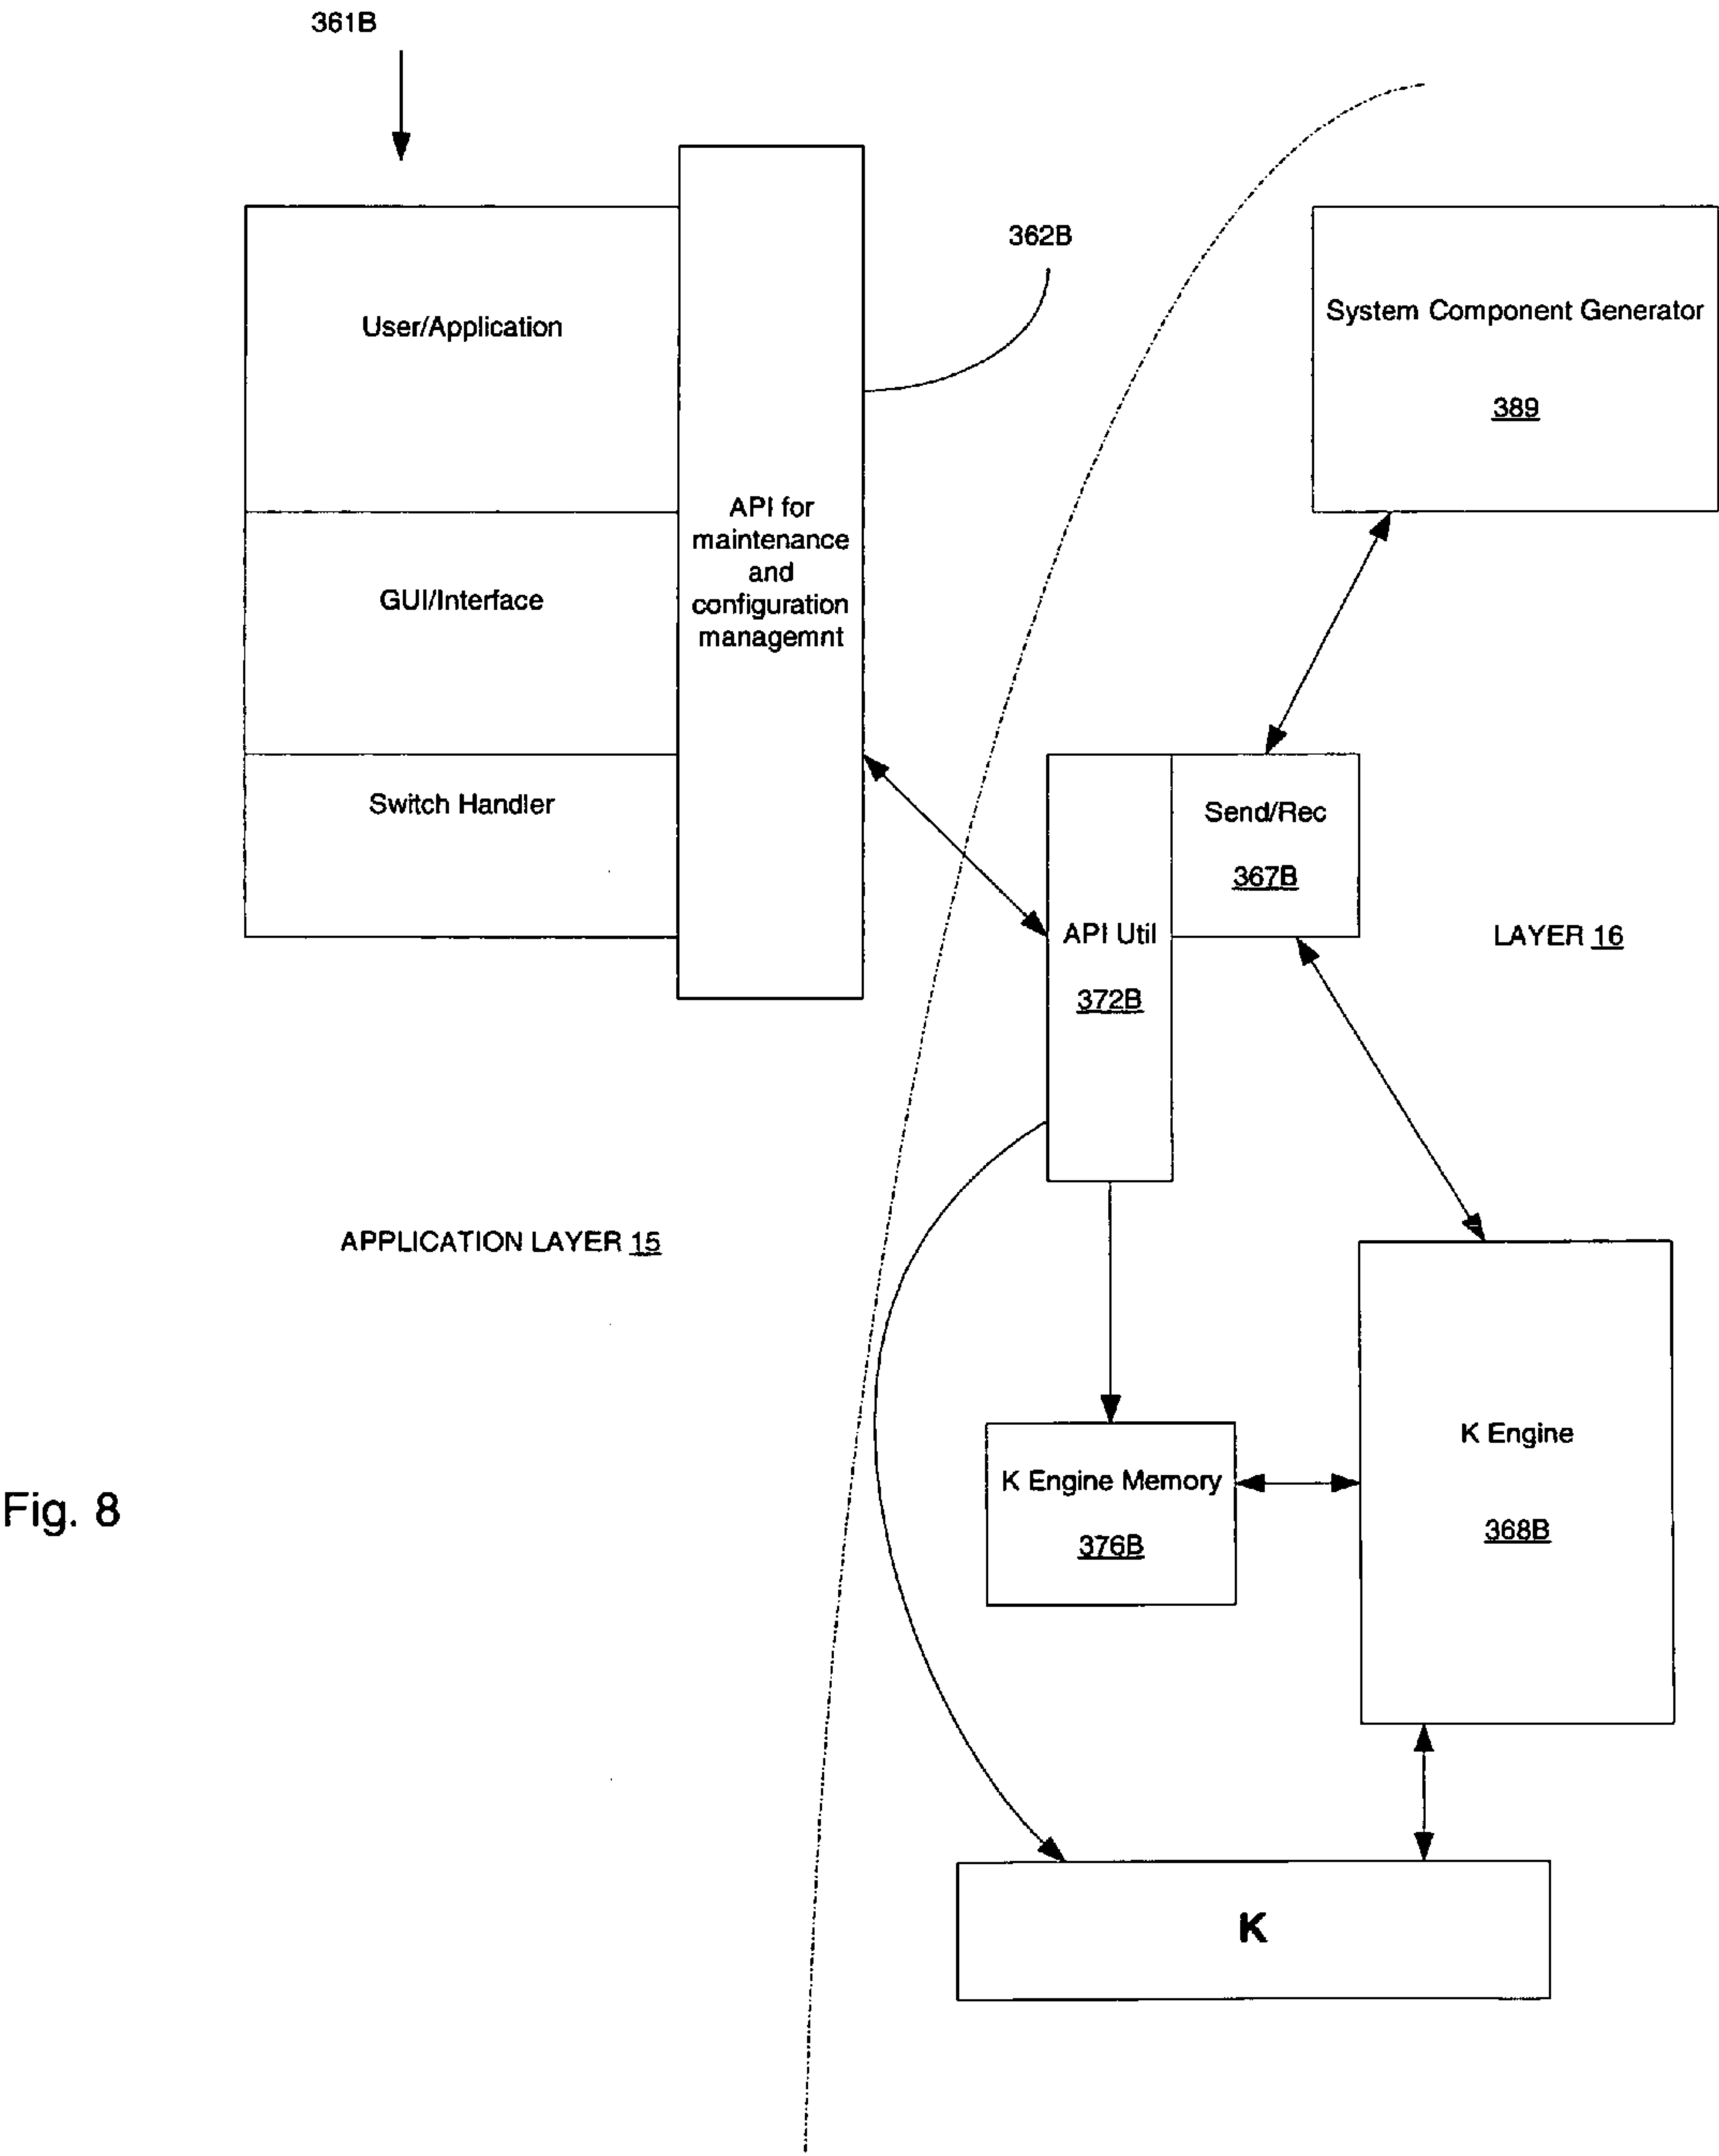 361B
362B
User/Application
System Component Generator
389
API for
maintenance
and
configuration
managemnt
GUI/Interface
Switch Handler
Send/Rec
367B
API Util
372B
LAYER 16
APPLICATION LAYER 15
K Engine
368B
K Engine Memory
376B
Fig. 8
K